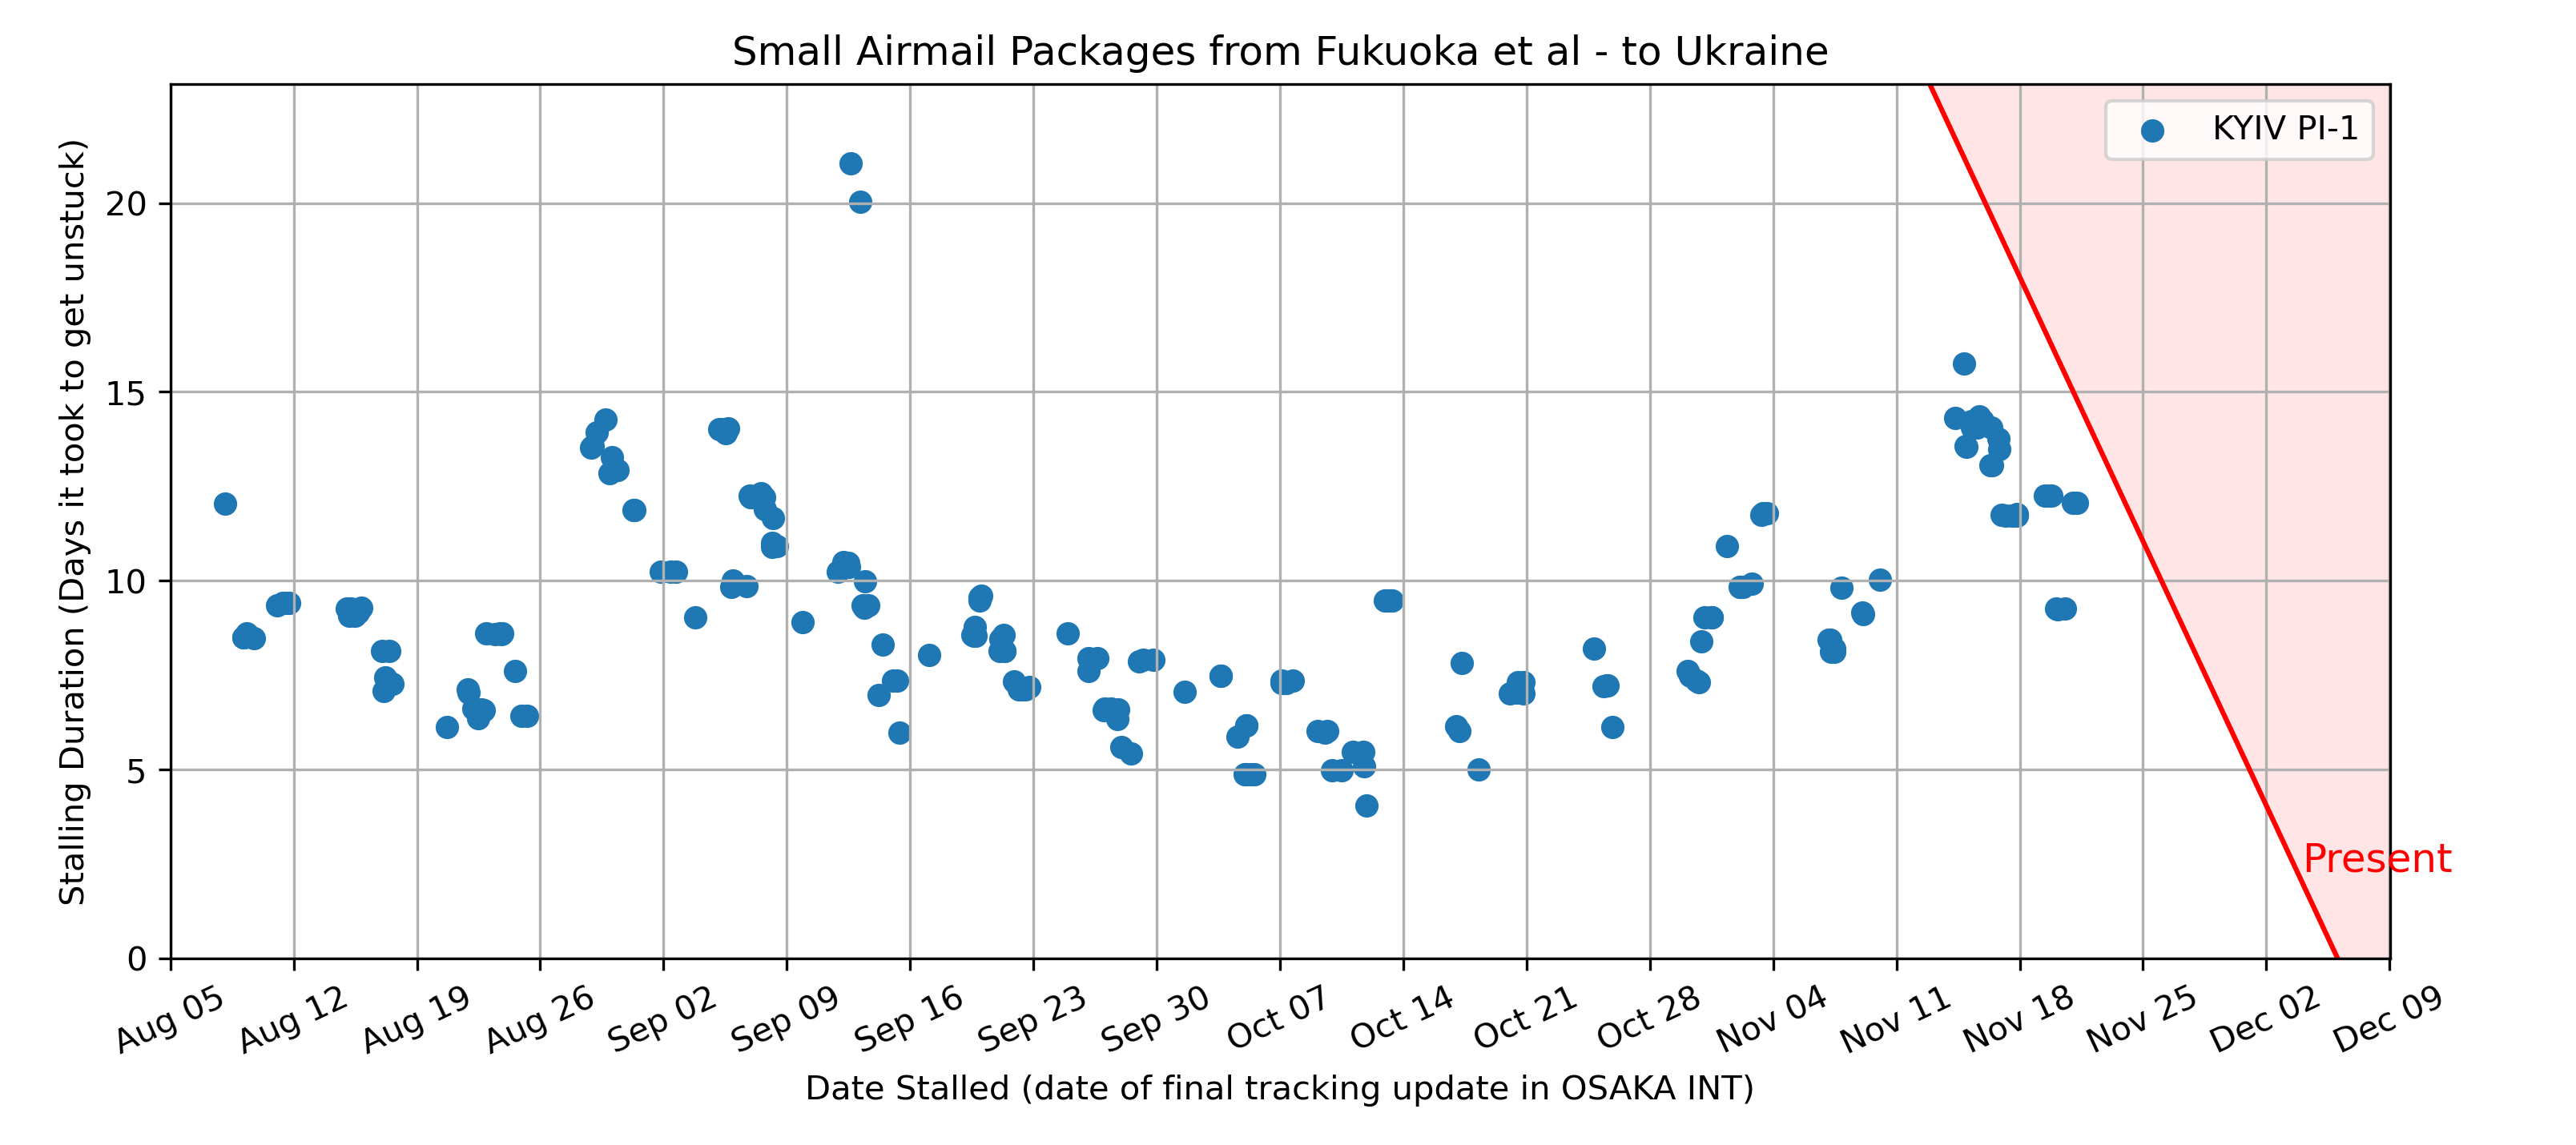 Small Airmail Packages from Fukuoka et al - to Ukraine
KYIV PI-1
Stalling Duration (Days it took to get unstuck)
20
15
10
5
0
Present
Aug 05
Aug 12
Aug 19
Aug 26
Sep 02
Sep 09
Sep 16
Sep 23
Sep 30
Oct 07
Oct 14
Oct 21
Oct 28
Nov 04
Nov 11
Nov 18
Nov 25
Dec 02
Dec 09
Date Stalled (date of final tracking update in OSAKA INT)